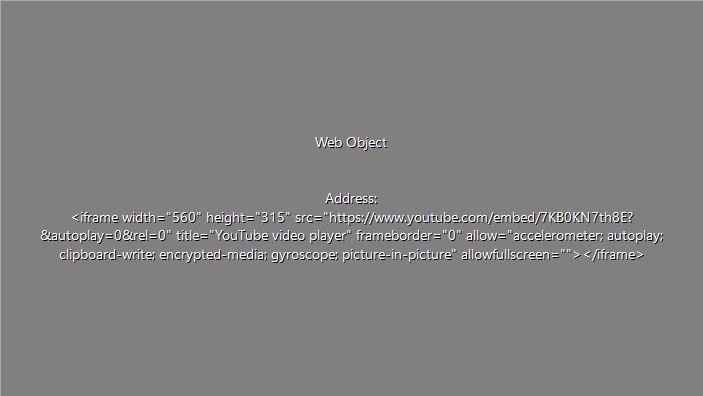 Web Object
Address:
<iframe width="560" height="315" src="https://www.youtube.com/embed/7KB0KN7th8E?
&autoplay=0&rel=0" title="YouTube video player" frameborder="0" allow="accelerometer; autoplay;
clipboard-write; encrypted-media; gyroscope; picture-in-picture" allowfullscreen=""></iframe>